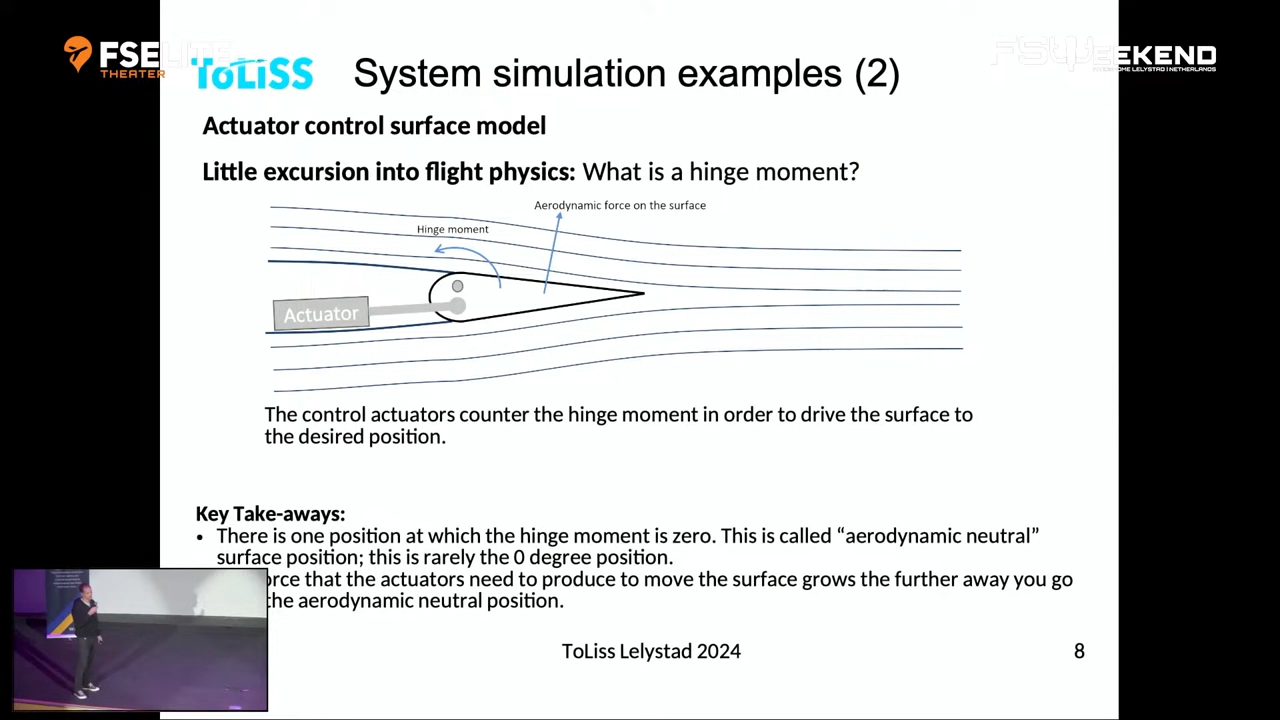 FSELITE
THEATER
ToLiSS
System simulation examples (2)
FSWEEKEND
LELYSTAD | NETHERLANDS
Actuator control surface model
Little excursion into flight physics: What is a hinge moment?
Aerodynamic force on the surface
Hinge moment
Actuator
The control actuators counter the hinge moment in order to drive the surface to
the desired position.
Key Take-aways:
• There is one position at which the hinge moment is zero. This is called “aerodynamic neutral”
surface position; this is rarely the 0 degree position.
orce that the actuators need to produce to move the surface grows the further away you go
the aerodynamic neutral position.
ToLiss Lelystad 2024
8